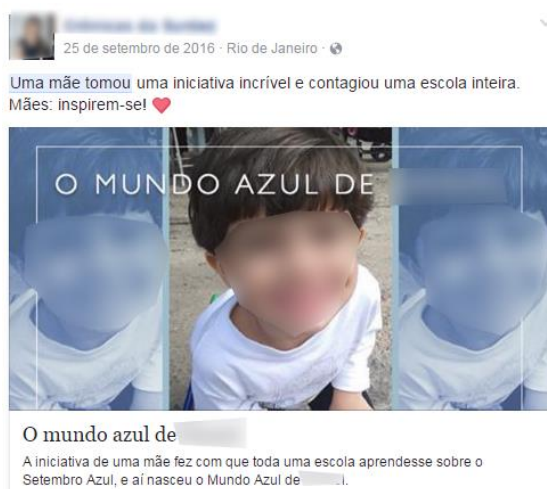 25 de setembro de 2016 · Rio de Janeiro ·
Uma mãe tomou uma iniciativa incrível e contagiou uma escola inteira.
Mães: inspirem-se! ❤
O MUNDO AZUL DE
O mundo azul de
A iniciativa de uma mãe fez com que toda uma escola aprendesse sobre o
Setembro Azul, e aí nasceu o Mundo Azul de